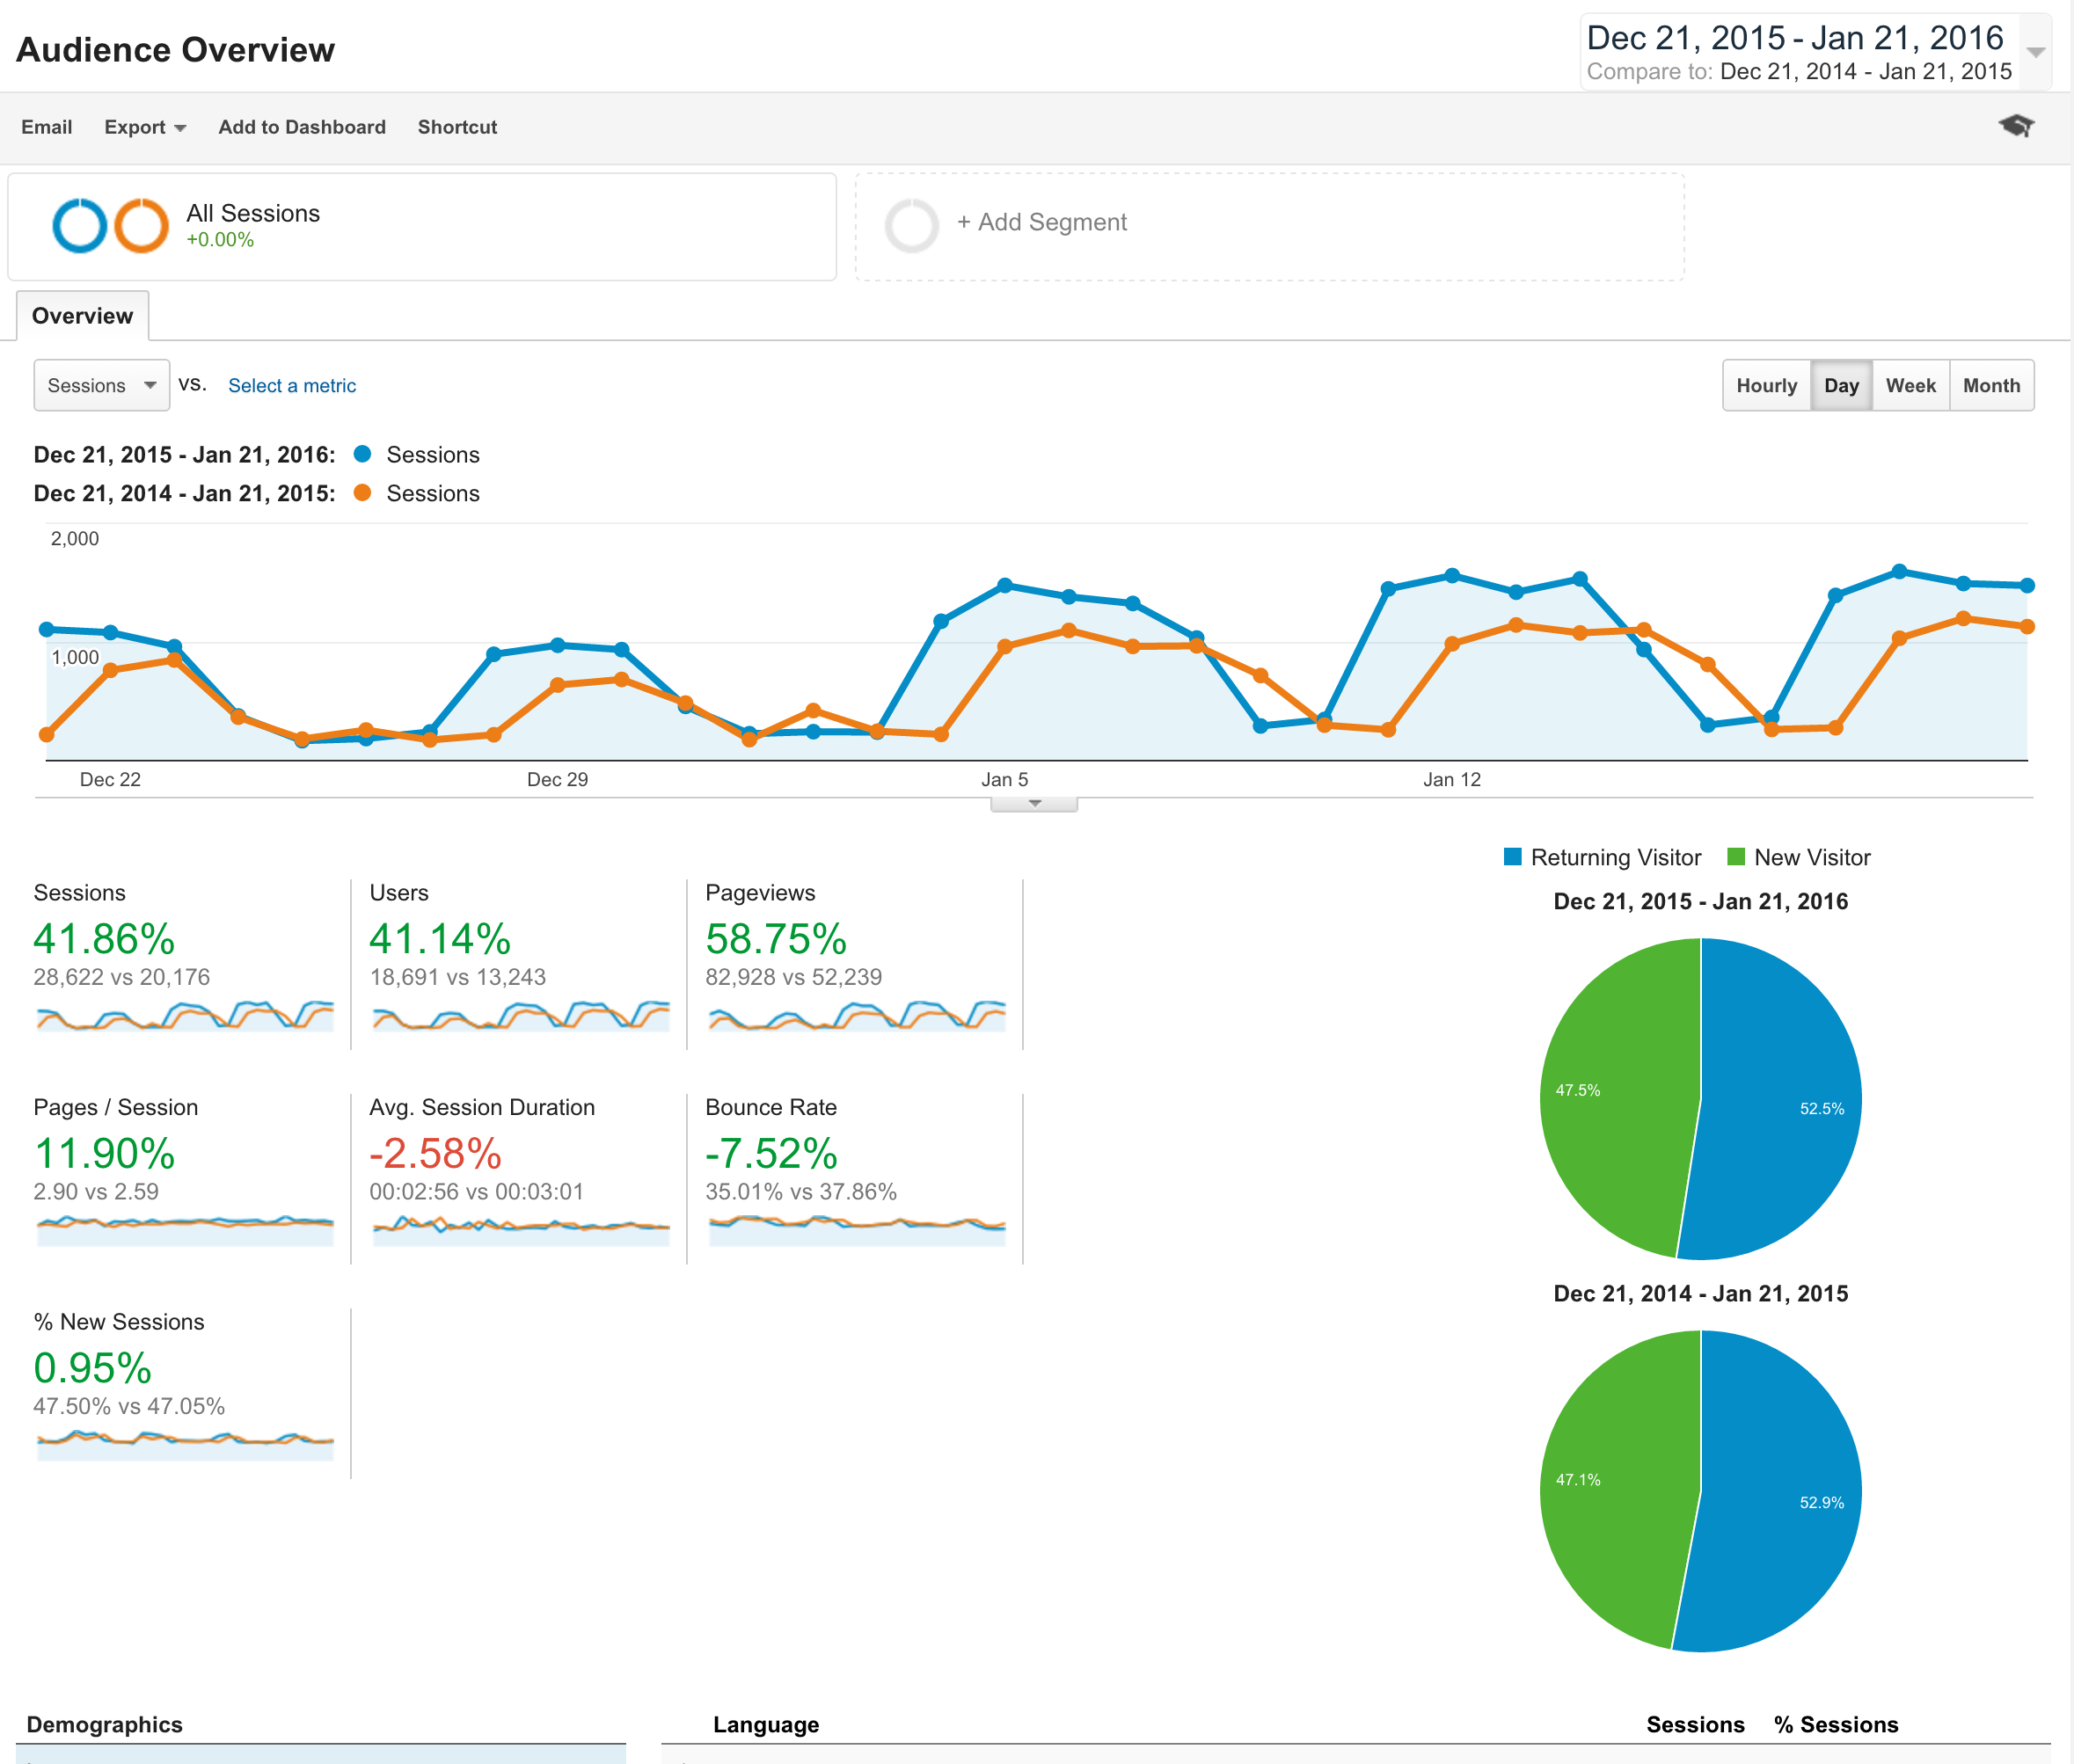 Audience Overview
Dec 21, 2015 - Jan 21, 2016
Compare to: Dec 21, 2014 - Jan 21, 2015
Email Export Add to Dashboard Shortcut
All Sessions
+0.00%
+ Add Segment
Overview
Sessions VS. Select a metric
Hourly Day Week Month
Dec 21, 2015 - Jan 21, 2016: Sessions
Dec 21, 2014 - Jan 21, 2015: Sessions
2,000
1,000
Dec 22 Dec 29 Jan 5 Jan 12
Returning Visitor New Visitor
Dec 21, 2015 - Jan 21, 2016
47.5% 52.5%
Dec 21, 2014 - Jan 21, 2015
47.1% 52.9%
Sessions
41.86%
28,622 vs 20,176
Users
41.14%
18,691 vs 13,243
Pageviews
58.75%
82,928 vs 52,239
Pages / Session
11.90%
2.90 vs 2.59
Avg. Session Duration
-2.58%
00:02:56 vs 00:03:01
Bounce Rate
-7.52%
35.01% vs 37.86%
% New Sessions
0.95%
47.50% vs 47.05%
Demographics
Language Sessions % Sessions